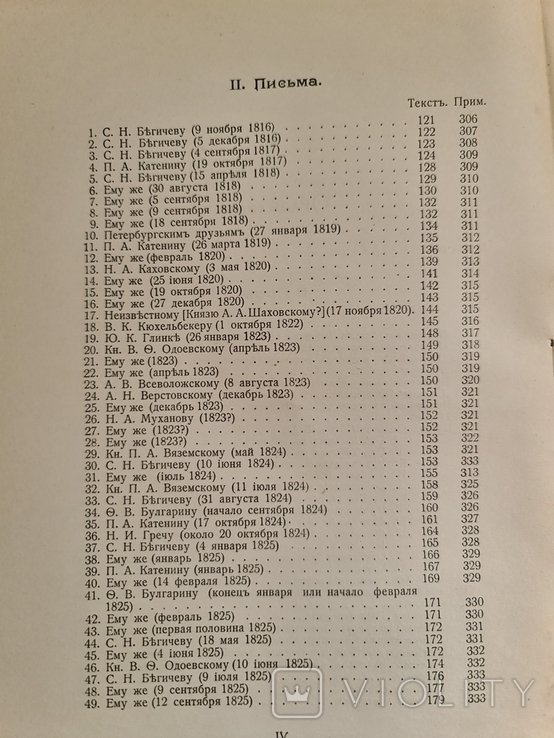 II. Письма.
Текстъ. Прим.
1. С. Н. Бѣгичеву (9 ноября 1816) 121 306
2. С. Н. Бѣгичеву (5 декабря 1816) 122 307
3. С. Н. Бѣгичеву (4 сентября 1817) 123 308
4. П. А. Катенину (19 октября 1817) 124 309
5. С. Н. Бѣгичеву (15 апрѣля 1818) 128 309
6. Ему же (30 августа 1818) 129 310
7. Ему же (5 сентября 1818) 130 310
8. Ему же (9 сентября 1818) 132 311
9. Ему же (18 сентября 1818) 132 311
10. Петербургскимъ друзьямъ (27 января 1819) 134 311
11. П. А. Катенину (26 марта 1819) 135 312
12. Ему же (февраль 1820) 136 312
13. Н. А. Каховскому (3 мая 1820) 139 312
14. Ему же (25 іюня 1820) 141 314
15. Ему же (19 октября 1820) 142 315
16. Ему же (27 декабря 1820) 144 315
17. Неизвѣстному [Князю А. А. Шаховскому?] (17 ноября 1820) 144 315
18. В. К. Кюхельбекеру (1 октября 1822) 145 316
19. Ю. К. Глинкѣ (26 января 1823) 148 317
20. Кн. В. Ѳ. Одоевскому (апрѣль 1823) 149 318
21. Ему же (1823) 150 319
22. Ему же (апрѣль 1823) 150 319
23. А. В. Всеволожскому (8 августа 1823) 150 320
24. А. Н. Верстовскому (декабрь 1823) 151 321
25. Ему же (декабрь 1823) 151 321
26. Н. А. Муханову (1823?) 152 321
27. Ему же (1823?) 152 321
28. Ему же (1823?) 153 322
29. Кн. П. А. Вяземскому (май 1824) 153 321
30. С. Н. Бѣгичеву (10 іюня 1824) 153 333
31. Ему же (іюль 1824) 155 313
32. Кн. П. А. Вяземскому (11 іюля 1824) 158 325
33. С. Н. Бѣгичеву (31 августа 1824) 159 326
34. Ѳ. В. Булгарину (начало сентября 1824) 160 326
35. П. А. Катенину (17 октября 1824) 161 327
36. Н. И. Гречу (около 20 октября 1824) 164 328
37. С. Н. Бѣгичеву (4 января 1825) 165 328
38. Ему же (январь 1825) 166 329
39. П. А. Катенину (январь 1825) 167 329
40. Ему же (14 февраля 1825) 169 329
41. Ѳ. В. Булгарину (конецъ января или начало февраля
1825) 171 330
42. Ему же (февраль 1825) 171 330
43. Ему же (первая половина 1825) 172 331
44. С. Н. Бѣгичеву (18 мая 1825) 172 331
45. Ему же (4 іюня 1825) 172 332
46. Кн. В. Ѳ. Одоевскому (10 іюня 1825) 174 332
47. С. Н. Бѣгичеву (9 іюля 1825) 176 333
48. Ему же (9 сентября 1825) 177 333
49. Ему же (12 сентября 1825) 179 333
IV
VIOLITY